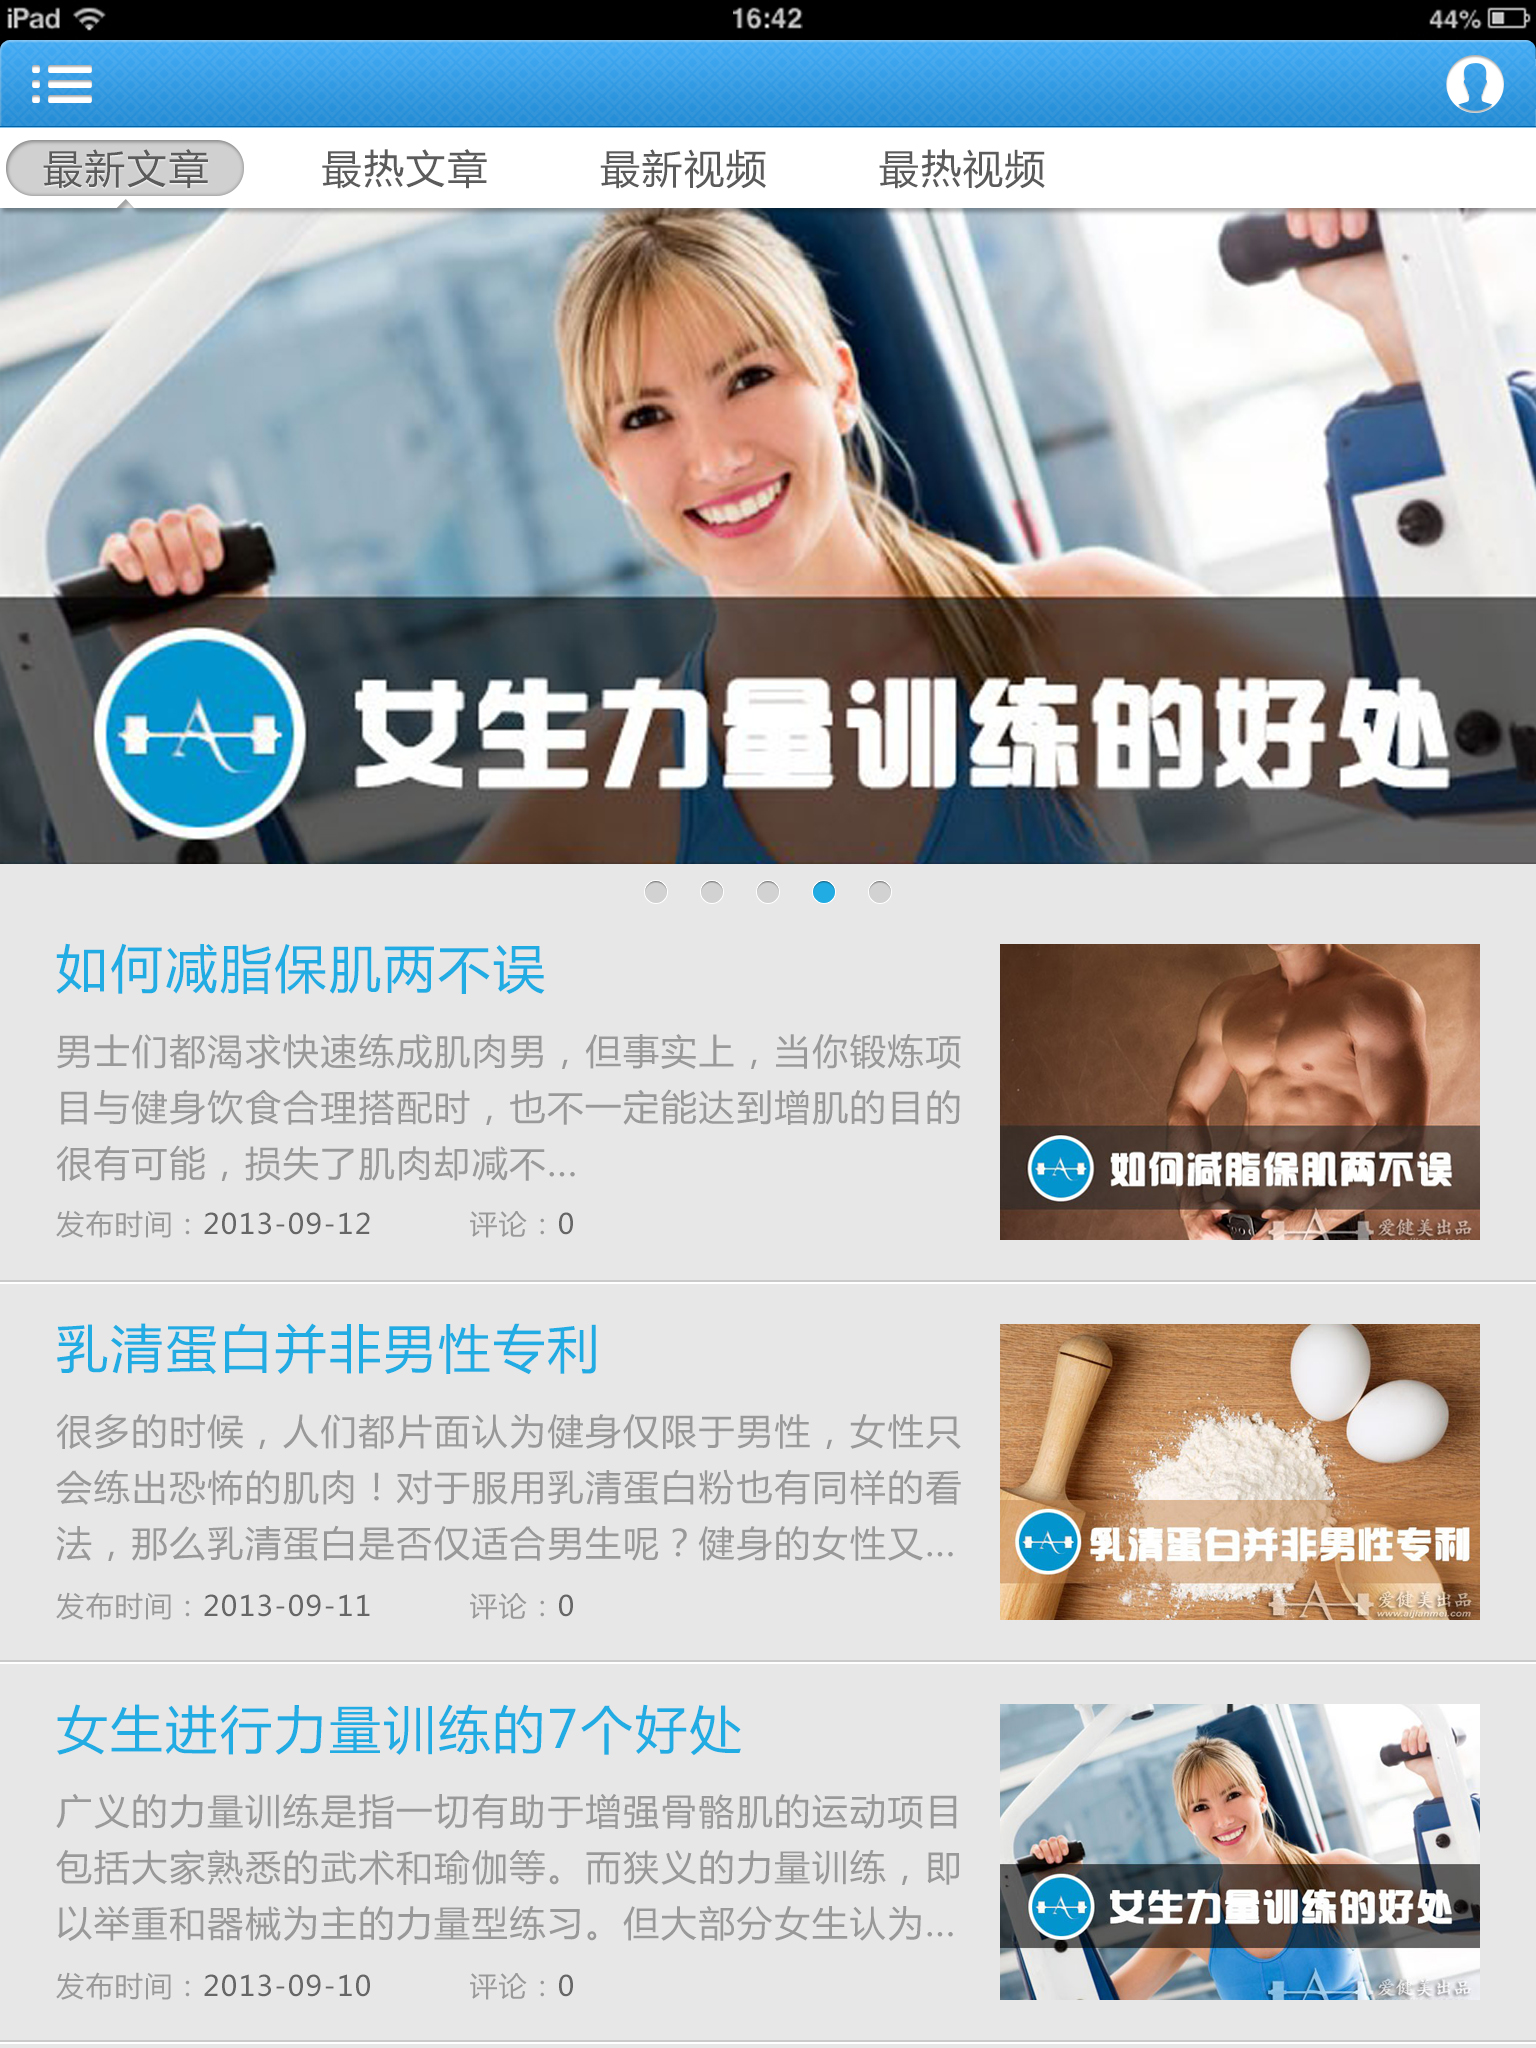 iPad 16:42 44%
最新文章 最热文章 最新视频 最热视频
A 女生力量训练的好处
如何减脂保肌两不误
男士们都渴求快速练成肌肉男，但事实上，当你锻炼项
目与健身饮食合理搭配时，也不一定能达到增肌的目的
很有可能，损失了肌肉却减不...
发布时间：2013-09-12 评论：0
A 如何减脂保肌两不误
A 爱健美出品
乳清蛋白并非男性专利
很多的时候，人们都片面认为健身仅限于男性，女性只
会练出恐怖的肌肉！对于服用乳清蛋白粉也有同样的看
法，那么乳清蛋白是否仅适合男生呢？健身的女性又...
发布时间：2013-09-11 评论：0
A 乳清蛋白并非男性专利
A 爱健美出品
www.aijianmei.com
女生进行力量训练的7个好处
广义的力量训练是指一切有助于增强骨骼肌的运动项目
包括大家熟悉的武术和瑜伽等。而狭义的力量训练，即
以举重和器械为主的力量型练习。但大部分女生认为...
发布时间：2013-09-10 评论：0
A 女生力量训练的好处
A 爱健美出品